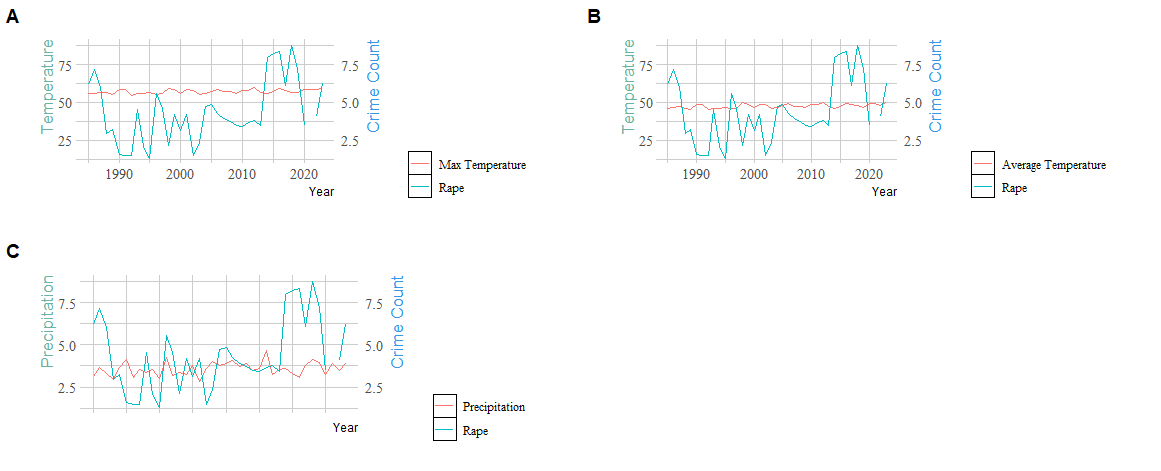 A
Temperature
75
50
25
7.5
5.0
2.5
Crime Count
1990
2000
2010
2020
Year
Max Temperature
Rape
B
Temperature
75
50
25
7.5
5.0
2.5
Crime Count
1990
2000
2010
2020
Year
Average Temperature
Rape
C
Precipitation
7.5
5.0
2.5
7.5
5.0
2.5
Crime Count
Year
Precipitation
Rape